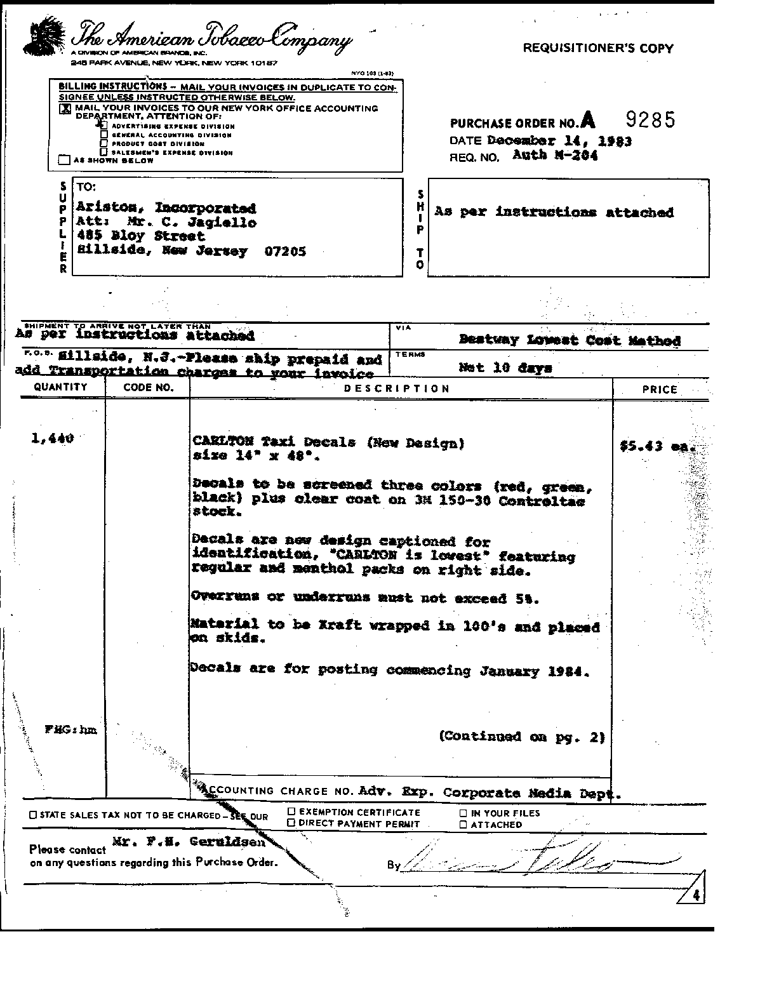 The American Tobacco Company
A DIVISION OF AMERICAN BRANDS, INC.
245 PARK AVENUE, NEW YORK, NEW YORK 10167
REQUISITIONER'S COPY
NYO 103 (1-83)
BILLING INSTRUCTIONS – MAIL YOUR INVOICES IN DUPLICATE TO CON-
SIGNEE UNLESS INSTRUCTED OTHERWISE BELOW.
X MAIL YOUR INVOICES TO OUR NEW YORK OFFICE ACCOUNTING
DEPARTMENT, ATTENTION OF:
X ADVERTISING EXPENSE DIVISION
GENERAL ACCOUNTING DIVISION
PRODUCT COST DIVISION
SALESMEN'S EXPENSE DIVISION
AS SHOWN BELOW
PURCHASE ORDER NO. A 9285
DATE December 14, 1983
REQ. NO. Auth M-204
SUPPLIER
TO:
Ariston, Incorporated
Att: Mr. C. Jagiello
485 Bloy Street
Hillside, New Jersey 07205
SHIP TO
As per instructions attached
SHIPMENT TO ARRIVE NOT LATER THAN
As per instructions attached
VIA
Bestway Lowest Cost Method
F.O.B. Hillside, N.J.-Please ship prepaid and
add Transportation charges to your invoice
TERMS
Net 10 days
QUANTITY CODE NO. DESCRIPTION PRICE
1,440 CARLTON Taxi Decals (New Design) $5.43 ea.
size 14" x 48".
Decals to be screened three colors (red, green,
black) plus clear coat on 3M 150-30 Controltac
stock.
Decals are new design captioned for
identification, "CARLTON is lowest" featuring
regular and menthol packs on right side.
Overruns or underruns must not exceed 5%.
Material to be Kraft wrapped in 100's and placed
on skids.
Decals are for posting commencing January 1984.
FHG:hm (Continued on pg. 2)
ACCOUNTING CHARGE NO. Adv. Exp. Corporate Media Dept.
STATE SALES TAX NOT TO BE CHARGED – SEE OUR
EXEMPTION CERTIFICATE
DIRECT PAYMENT PERMIT
IN YOUR FILES
ATTACHED
Please contact Mr. F.H. Geruldsen
on any questions regarding this Purchase Order.
By
4